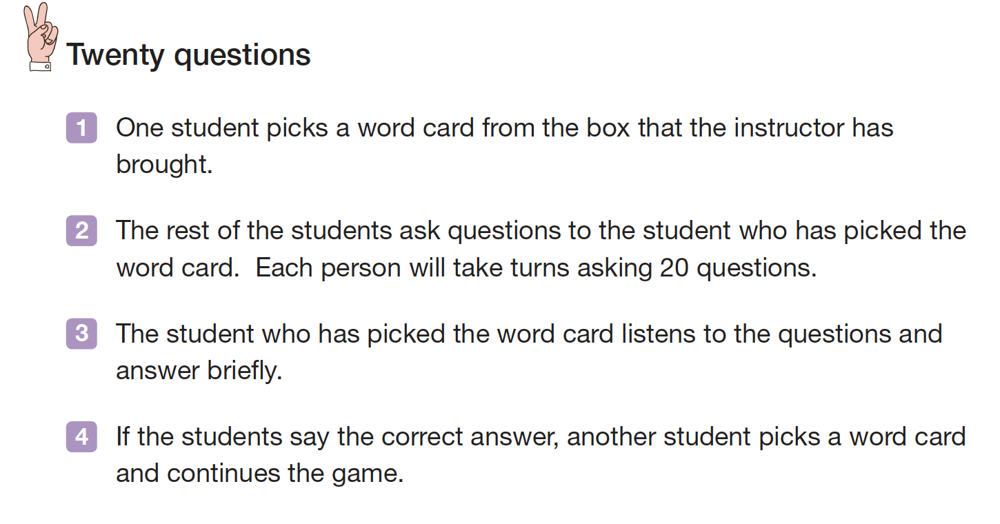 Twenty questions
1 One student picks a word card from the box that the instructor has
brought.
2 The rest of the students ask questions to the student who has picked the
word card.  Each person will take turns asking 20 questions.
3 The student who has picked the word card listens to the questions and
answer briefly.
4 If the students say the correct answer, another student picks a word card
and continues the game.